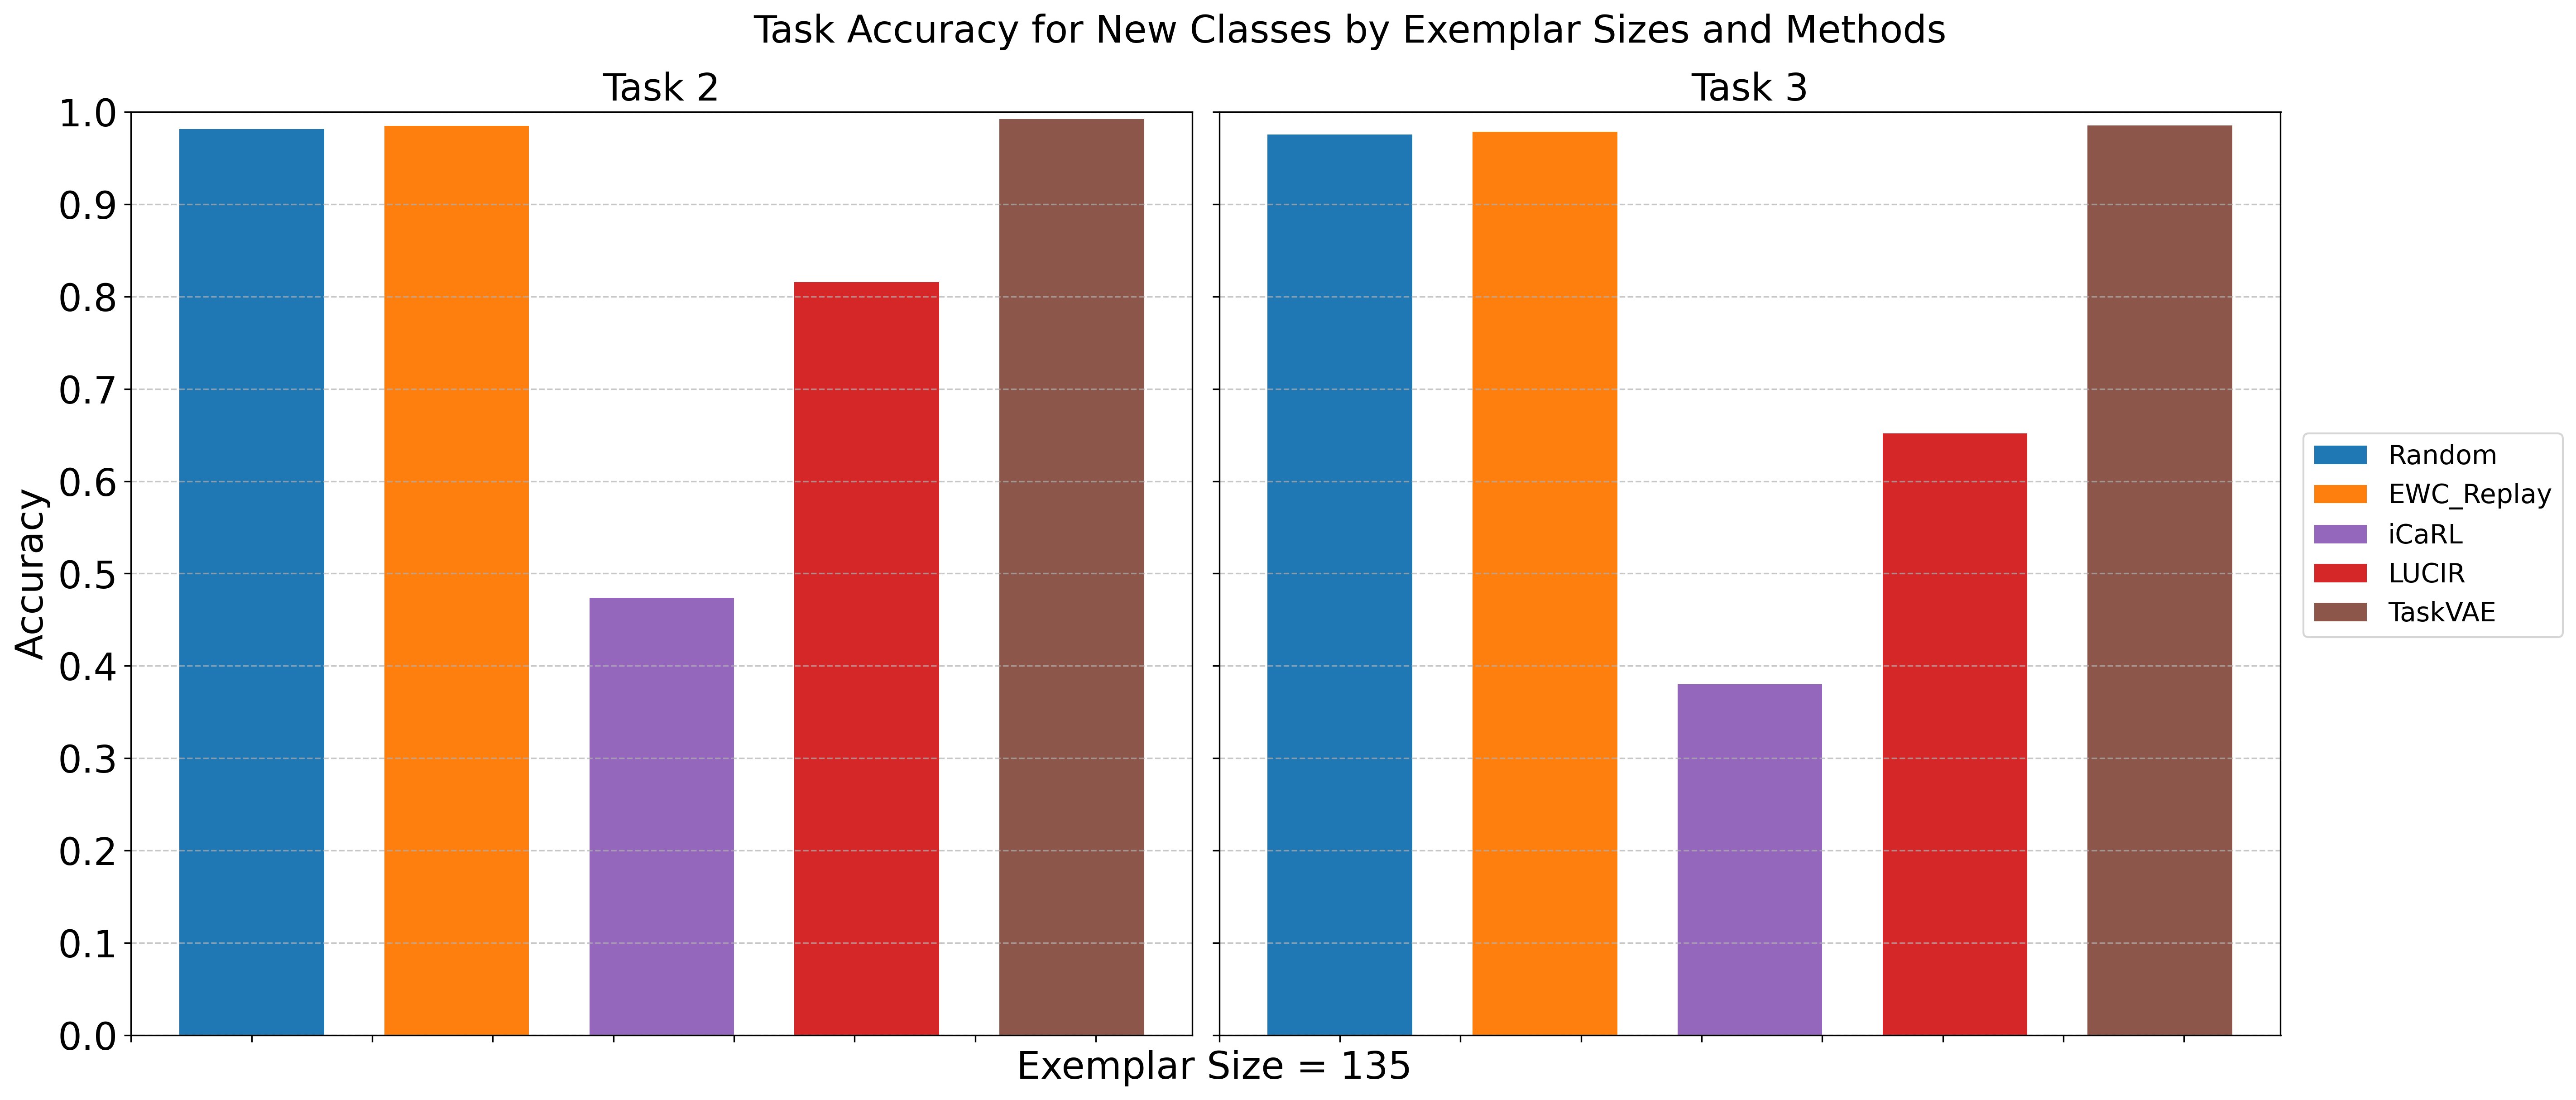 Task Accuracy for New Classes by Exemplar Sizes and Methods
Task 2
Task 3
1.0
0.9
0.8
0.7
0.6
0.5
0.4
0.3
0.2
0.1
0.0
Accuracy
Exemplar Size = 135
Random
EWC_Replay
iCaRL
LUCIR
TaskVAE